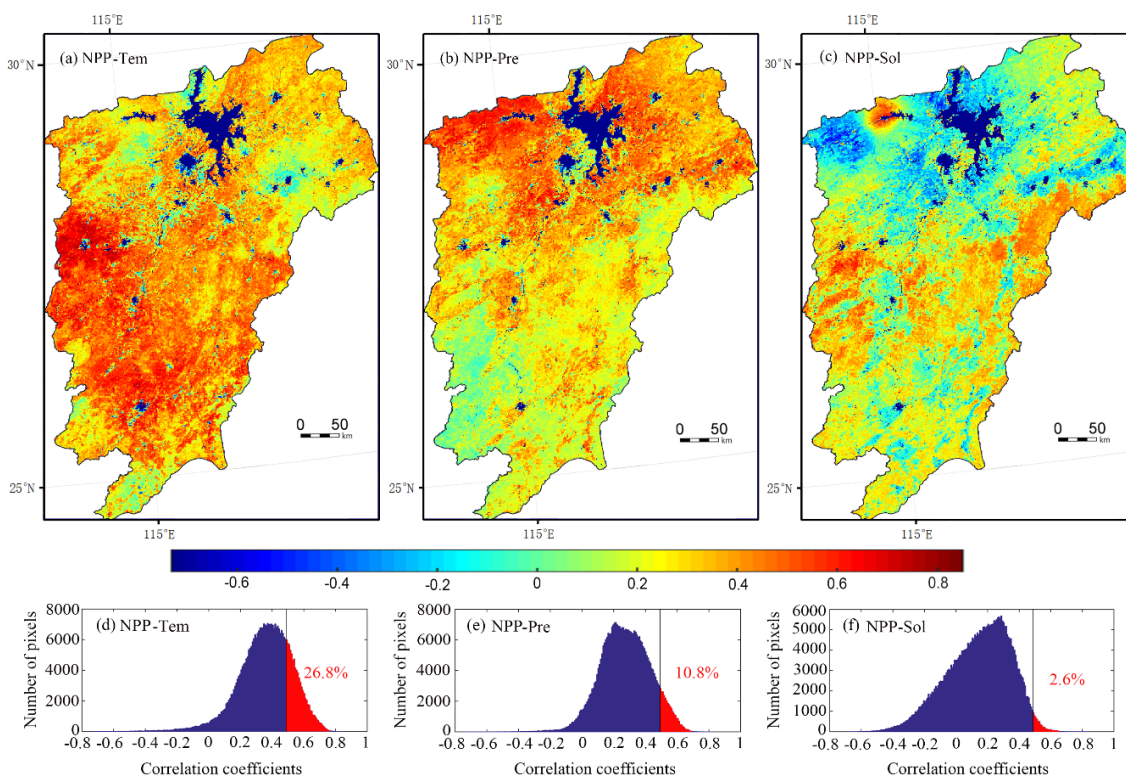 115°E 115°E 115°E
(a) NPP-Tem (b) NPP-Pre (c) NPP-Sol
30°N 30°N 30°N
0 50 0 50 0 50
km km km
25°N 25°N 25°N
115°E 115°E 115°E
-0.6 -0.4 -0.2 0 0.2 0.4 0.6 0.8
8000 8000 6000
(d) NPP-Tem (e) NPP-Pre (f) NPP-Sol
5000
6000 6000
4000
4000 26.8% 4000 10.8% 3000 2.6%
2000
2000 2000
1000
0 0 0
Number of pixels Number of pixels Number of pixels
-0.8 -0.6 -0.4 -0.2 0 0.2 0.4 0.6 0.8 1 -0.8 -0.6 -0.4 -0.2 0 0.2 0.4 0.6 0.8 1 -0.8 -0.6 -0.4 -0.2 0 0.2 0.4 0.6 0.8 1
Correlation coefficients Correlation coefficients Correlation coefficients